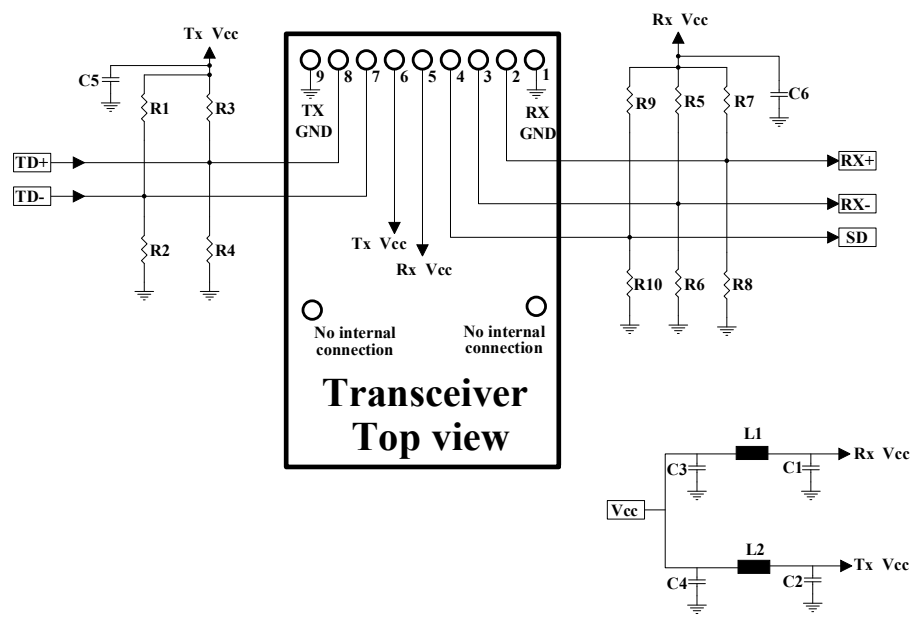 Tx Vcc
C5
R1
R3
TD+
TD-
R2
R4
9
8
7
6
5
4
3
2
1
TX
GND
RX
GND
Tx Vcc
Rx Vcc
No internal
connection
No internal
connection
Transceiver
Top view
Rx Vcc
R9
R5
R7
C6
RX+
RX-
SD
R10
R6
R8
L1
C3
C1
Rx Vcc
Vcc
L2
C4
C2
Tx Vcc